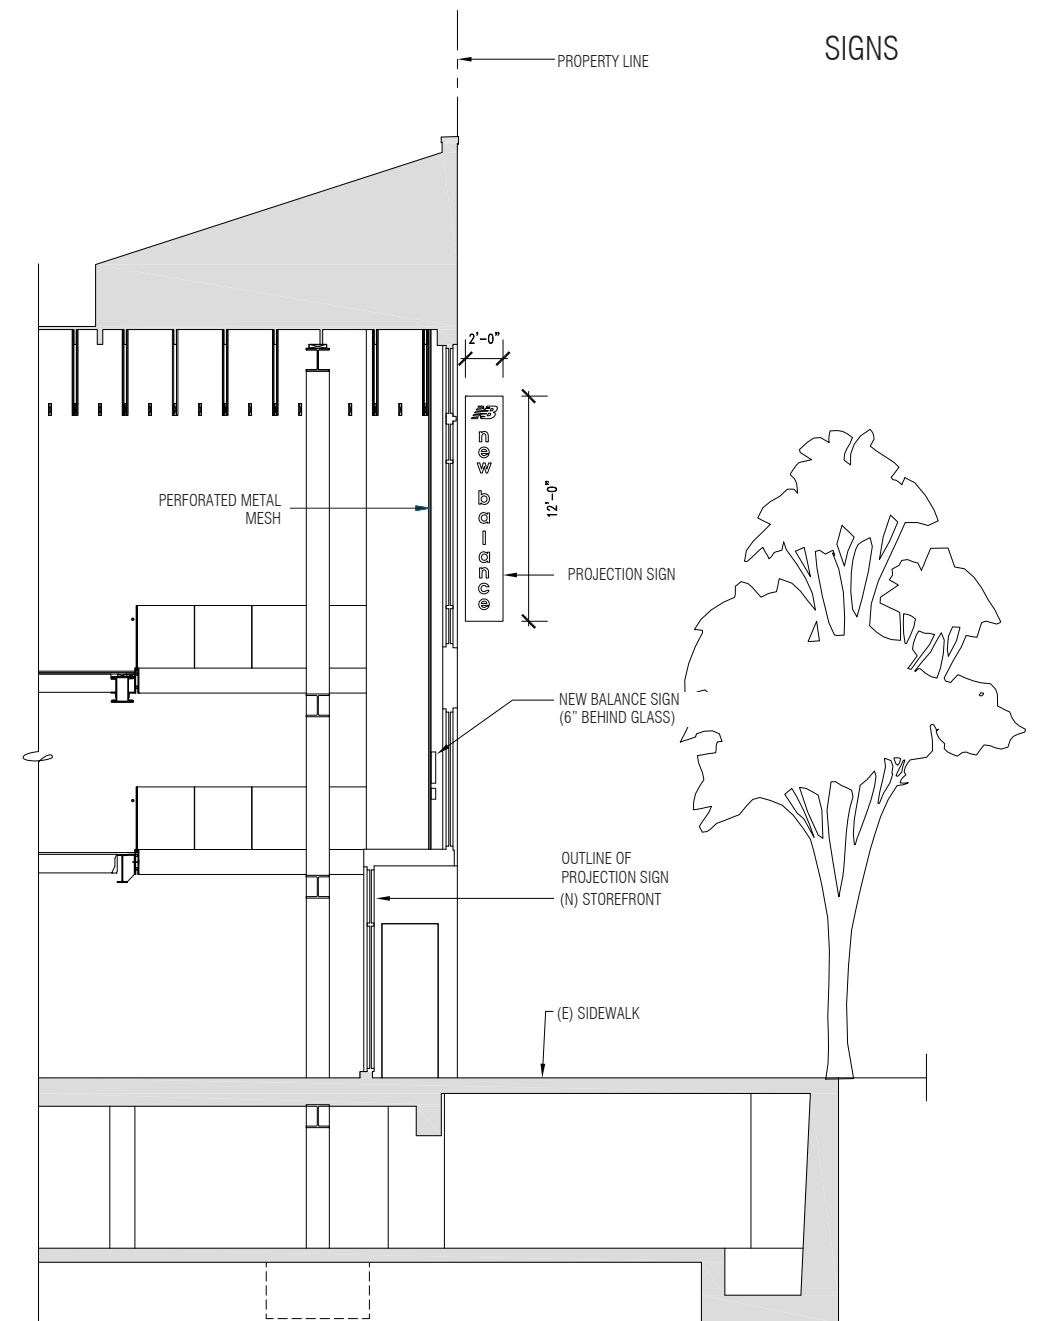 SIGNS
PROPERTY LINE
2'-0"
NB
new balance
12'-0"
PERFORATED METAL
MESH
PROJECTION SIGN
NEW BALANCE SIGN
(6" BEHIND GLASS)
OUTLINE OF
PROJECTION SIGN
(N) STOREFRONT
(E) SIDEWALK